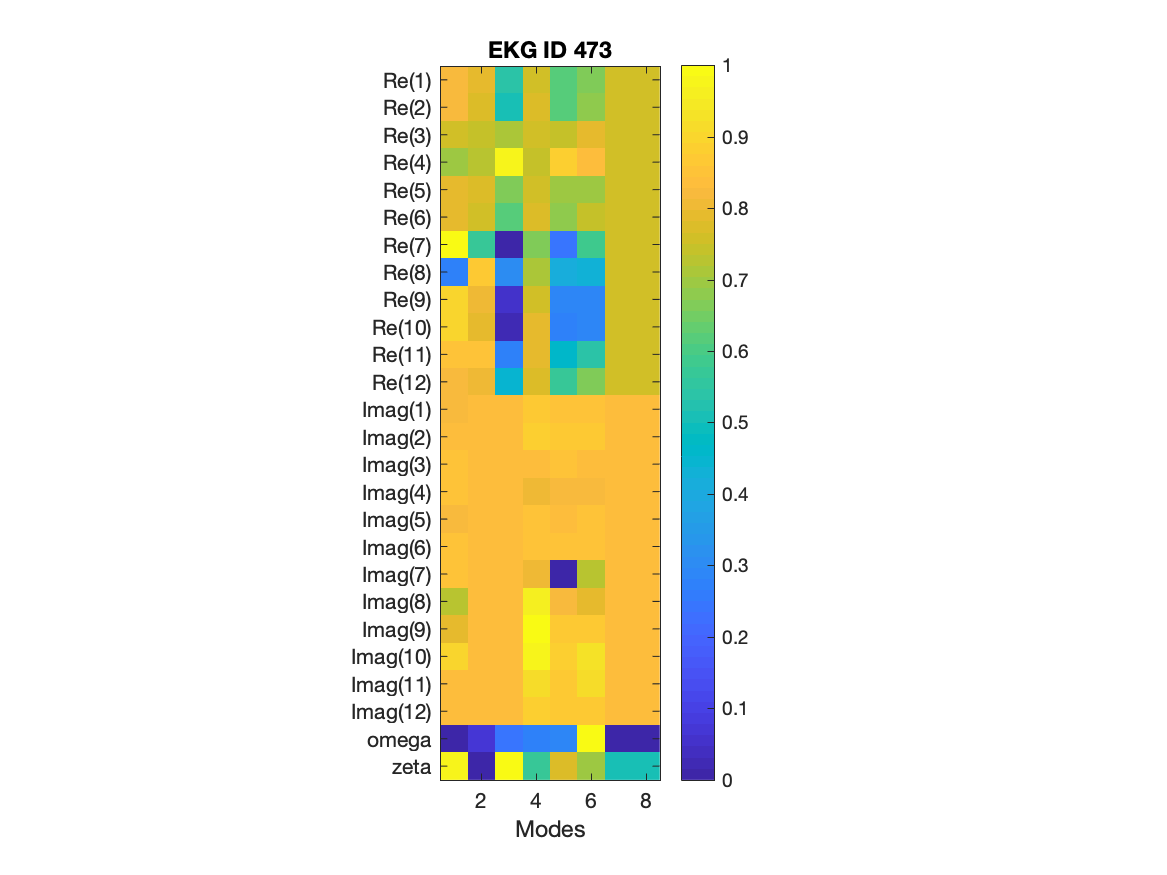 EKG ID 473
Re(1)
Re(2)
Re(3)
Re(4)
Re(5)
Re(6)
Re(7)
Re(8)
Re(9)
Re(10)
Re(11)
Re(12)
Imag(1)
Imag(2)
Imag(3)
Imag(4)
Imag(5)
Imag(6)
Imag(7)
Imag(8)
Imag(9)
Imag(10)
Imag(11)
Imag(12)
omega
zeta
2 4 6 8
Modes
1
0.9
0.8
0.7
0.6
0.5
0.4
0.3
0.2
0.1
0